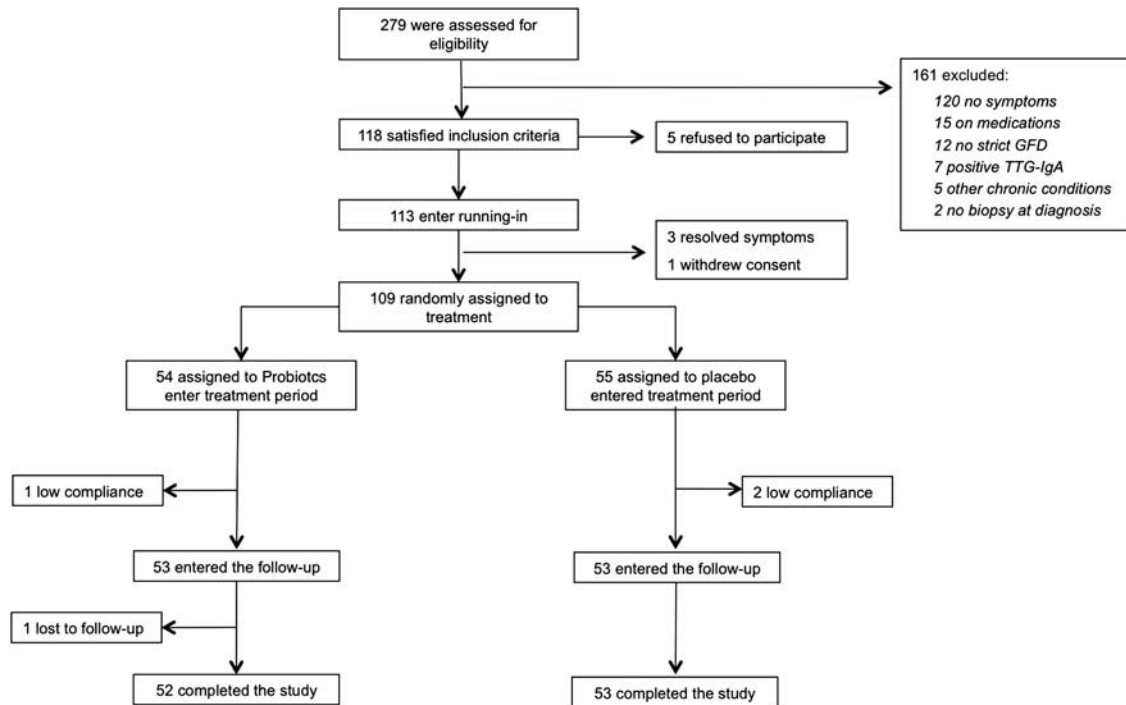 279 were assessed for
eligibility
161 excluded:
120 no symptoms
15 on medications
12 no strict GFD
7 positive TTG-IgA
5 other chronic conditions
2 no biopsy at diagnosis
118 satisfied inclusion criteria
5 refused to participate
113 enter running-in
3 resolved symptoms
1 withdrew consent
109 randomly assigned to
treatment
54 assigned to Probiotcs
enter treatment period
55 assigned to placebo
entered treatment period
1 low compliance
2 low compliance
53 entered the follow-up
53 entered the follow-up
1 lost to follow-up
52 completed the study
53 completed the study